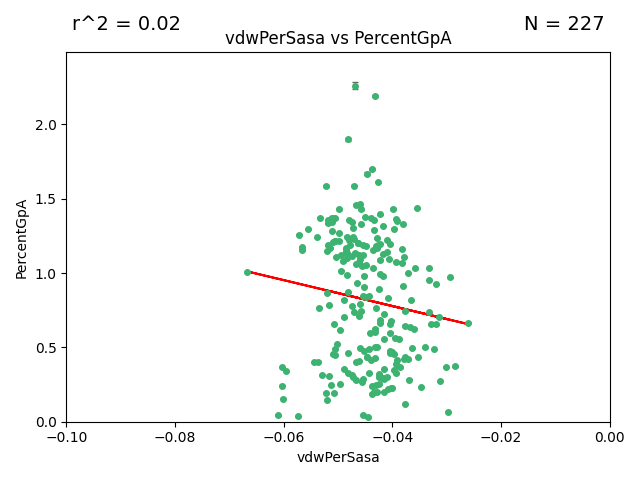 r^2 = 0.02
N = 227
vdwPerSasa vs PercentGpA
PercentGpA
2.0
1.5
1.0
0.5
0.0
−0.10
−0.08
−0.06
−0.04
−0.02
0.00
vdwPerSasa